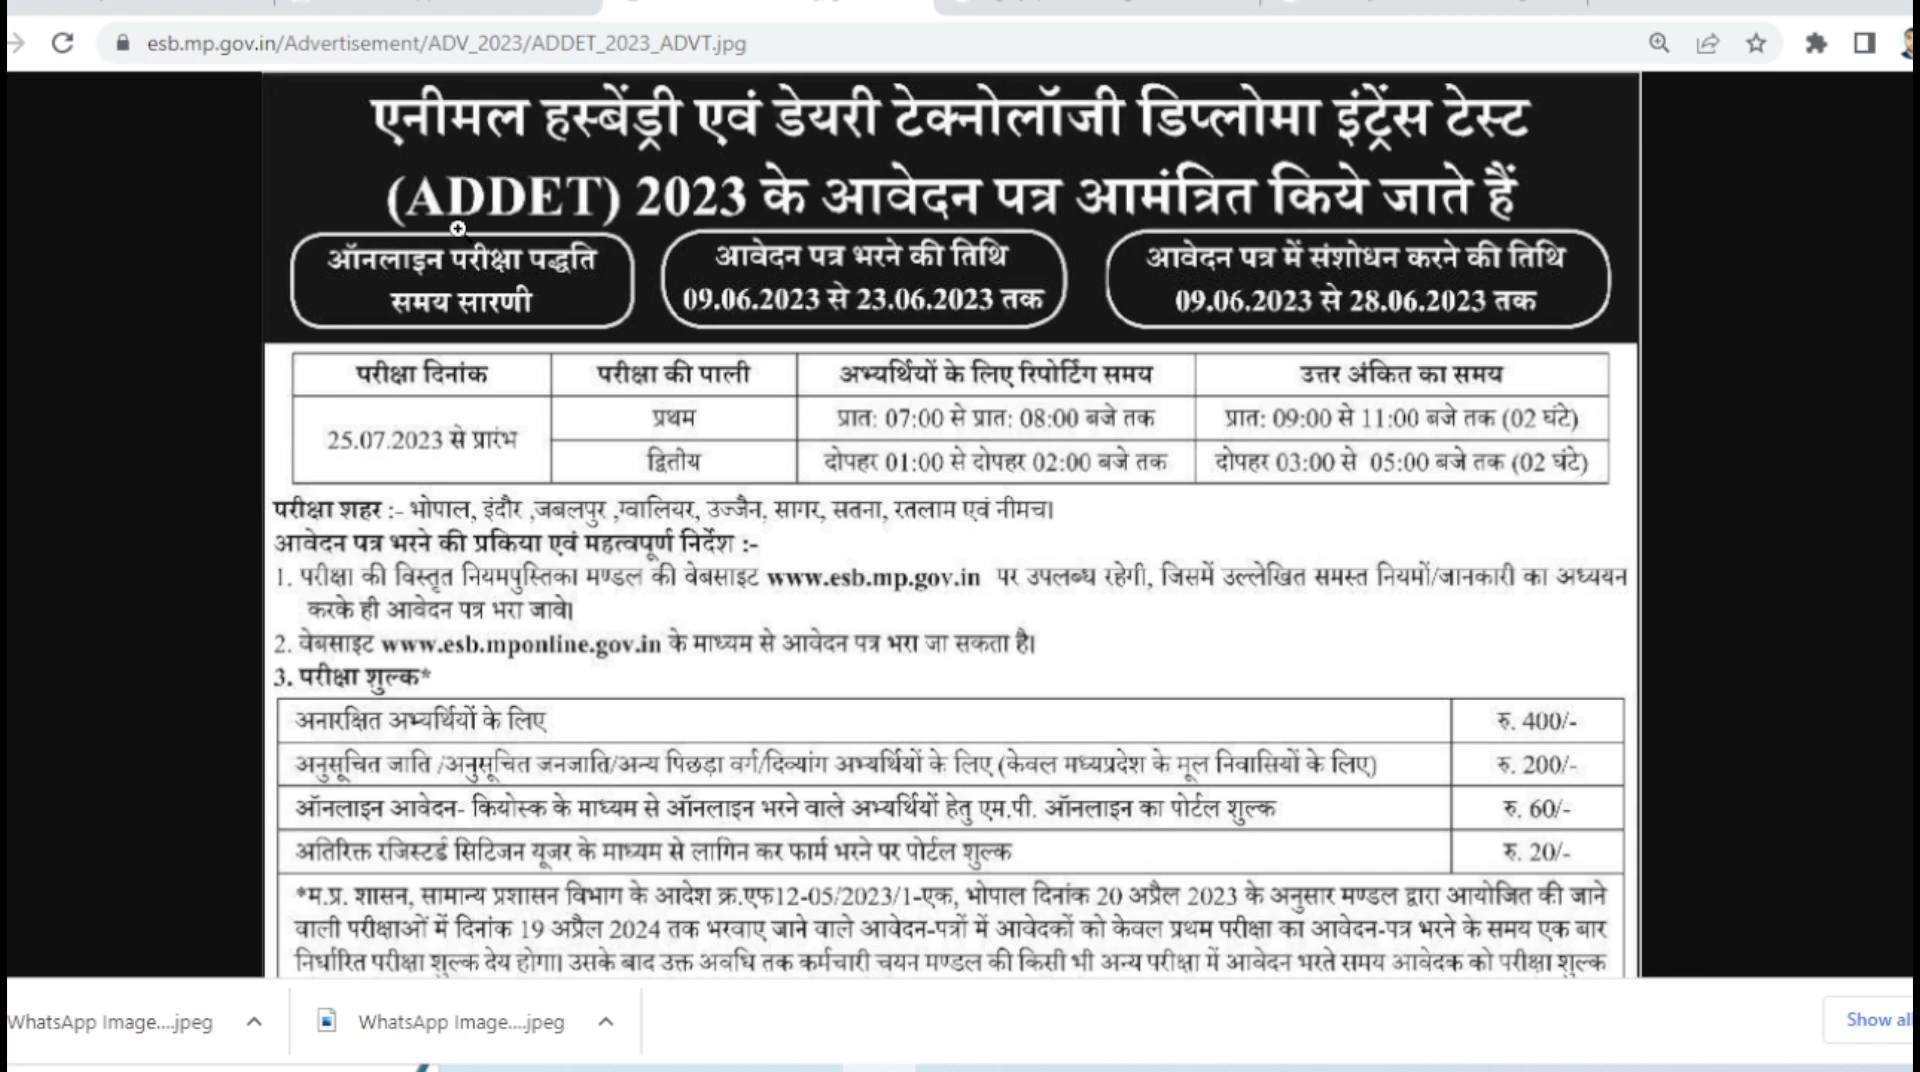 esb.mp.gov.in/Advertisement/ADV_2023/ADDET_2023_ADVT.jpg
एनीमल हस्बेंड्री एवं डेयरी टेक्नोलॉजी डिप्लोमा इंट्रेंस टेस्ट
(ADDET) 2023 के आवेदन पत्र आमंत्रित किये जाते हैं
ऑनलाइन परीक्षा पद्धति
समय सारणी
आवेदन पत्र भरने की तिथि
09.06.2023 से 23.06.2023 तक
आवेदन पत्र में संशोधन करने की तिथि
09.06.2023 से 28.06.2023 तक
परीक्षा दिनांक परीक्षा की पाली अभ्यर्थियों के लिए रिपोर्टिंग समय उत्तर अंकित का समय
25.07.2023 से प्रारंभ
प्रथम प्रात: 07:00 से प्रात: 08:00 बजे तक प्रात: 09:00 से 11:00 बजे तक (02 घंटे)
द्वितीय दोपहर 01:00 से दोपहर 02:00 बजे तक दोपहर 03:00 से 05:00 बजे तक (02 घंटे)
परीक्षा शहर :- भोपाल, इंदौर ,जबलपुर ,ग्वालियर, उज्जैन, सागर, सतना, रतलाम एवं नीमच।
आवेदन पत्र भरने की प्रकिया एवं महत्वपूर्ण निर्देश :-
1. परीक्षा की विस्तृत नियमपुस्तिका मण्डल की वेबसाइट www.esb.mp.gov.in पर उपलब्ध रहेगी, जिसमें उल्लेखित समस्त नियमों/जानकारी का अध्ययन
करके ही आवेदन पत्र भरा जावे।
2. वेबसाइट www.esb.mponline.gov.in के माध्यम से आवेदन पत्र भरा जा सकता है।
3. परीक्षा शुल्क*
अनारक्षित अभ्यर्थियों के लिए रु. 400/-
अनुसूचित जाति /अनुसूचित जनजाति/अन्य पिछड़ा वर्ग/दिव्यांग अभ्यर्थियों के लिए (केवल मध्यप्रदेश के मूल निवासियों के लिए) रु. 200/-
ऑनलाइन आवेदन- कियोस्क के माध्यम से ऑनलाइन भरने वाले अभ्यर्थियों हेतु एम.पी. ऑनलाइन का पोर्टल शुल्क रु. 60/-
अतिरिक्त रजिस्टर्ड सिटिजन यूजर के माध्यम से लागिन कर फार्म भरने पर पोर्टल शुल्क रु. 20/-
*म.प्र. शासन, सामान्य प्रशासन विभाग के आदेश क्र.एफ12-05/2023/1-एक, भोपाल दिनांक 20 अप्रैल 2023 के अनुसार मण्डल द्वारा आयोजित की जाने
वाली परीक्षाओं में दिनांक 19 अप्रैल 2024 तक भरवाए जाने वाले आवेदन-पत्रों में आवेदकों को केवल प्रथम परीक्षा का आवेदन-पत्र भरने के समय एक बार
निर्धारित परीक्षा शुल्क देय होगा। उसके बाद उक्त अवधि तक कर्मचारी चयन मण्डल की किसी भी अन्य परीक्षा में आवेदन भरते समय आवेदक को परीक्षा शुल्क
WhatsApp Image....jpeg
WhatsApp Image....jpeg
Show all